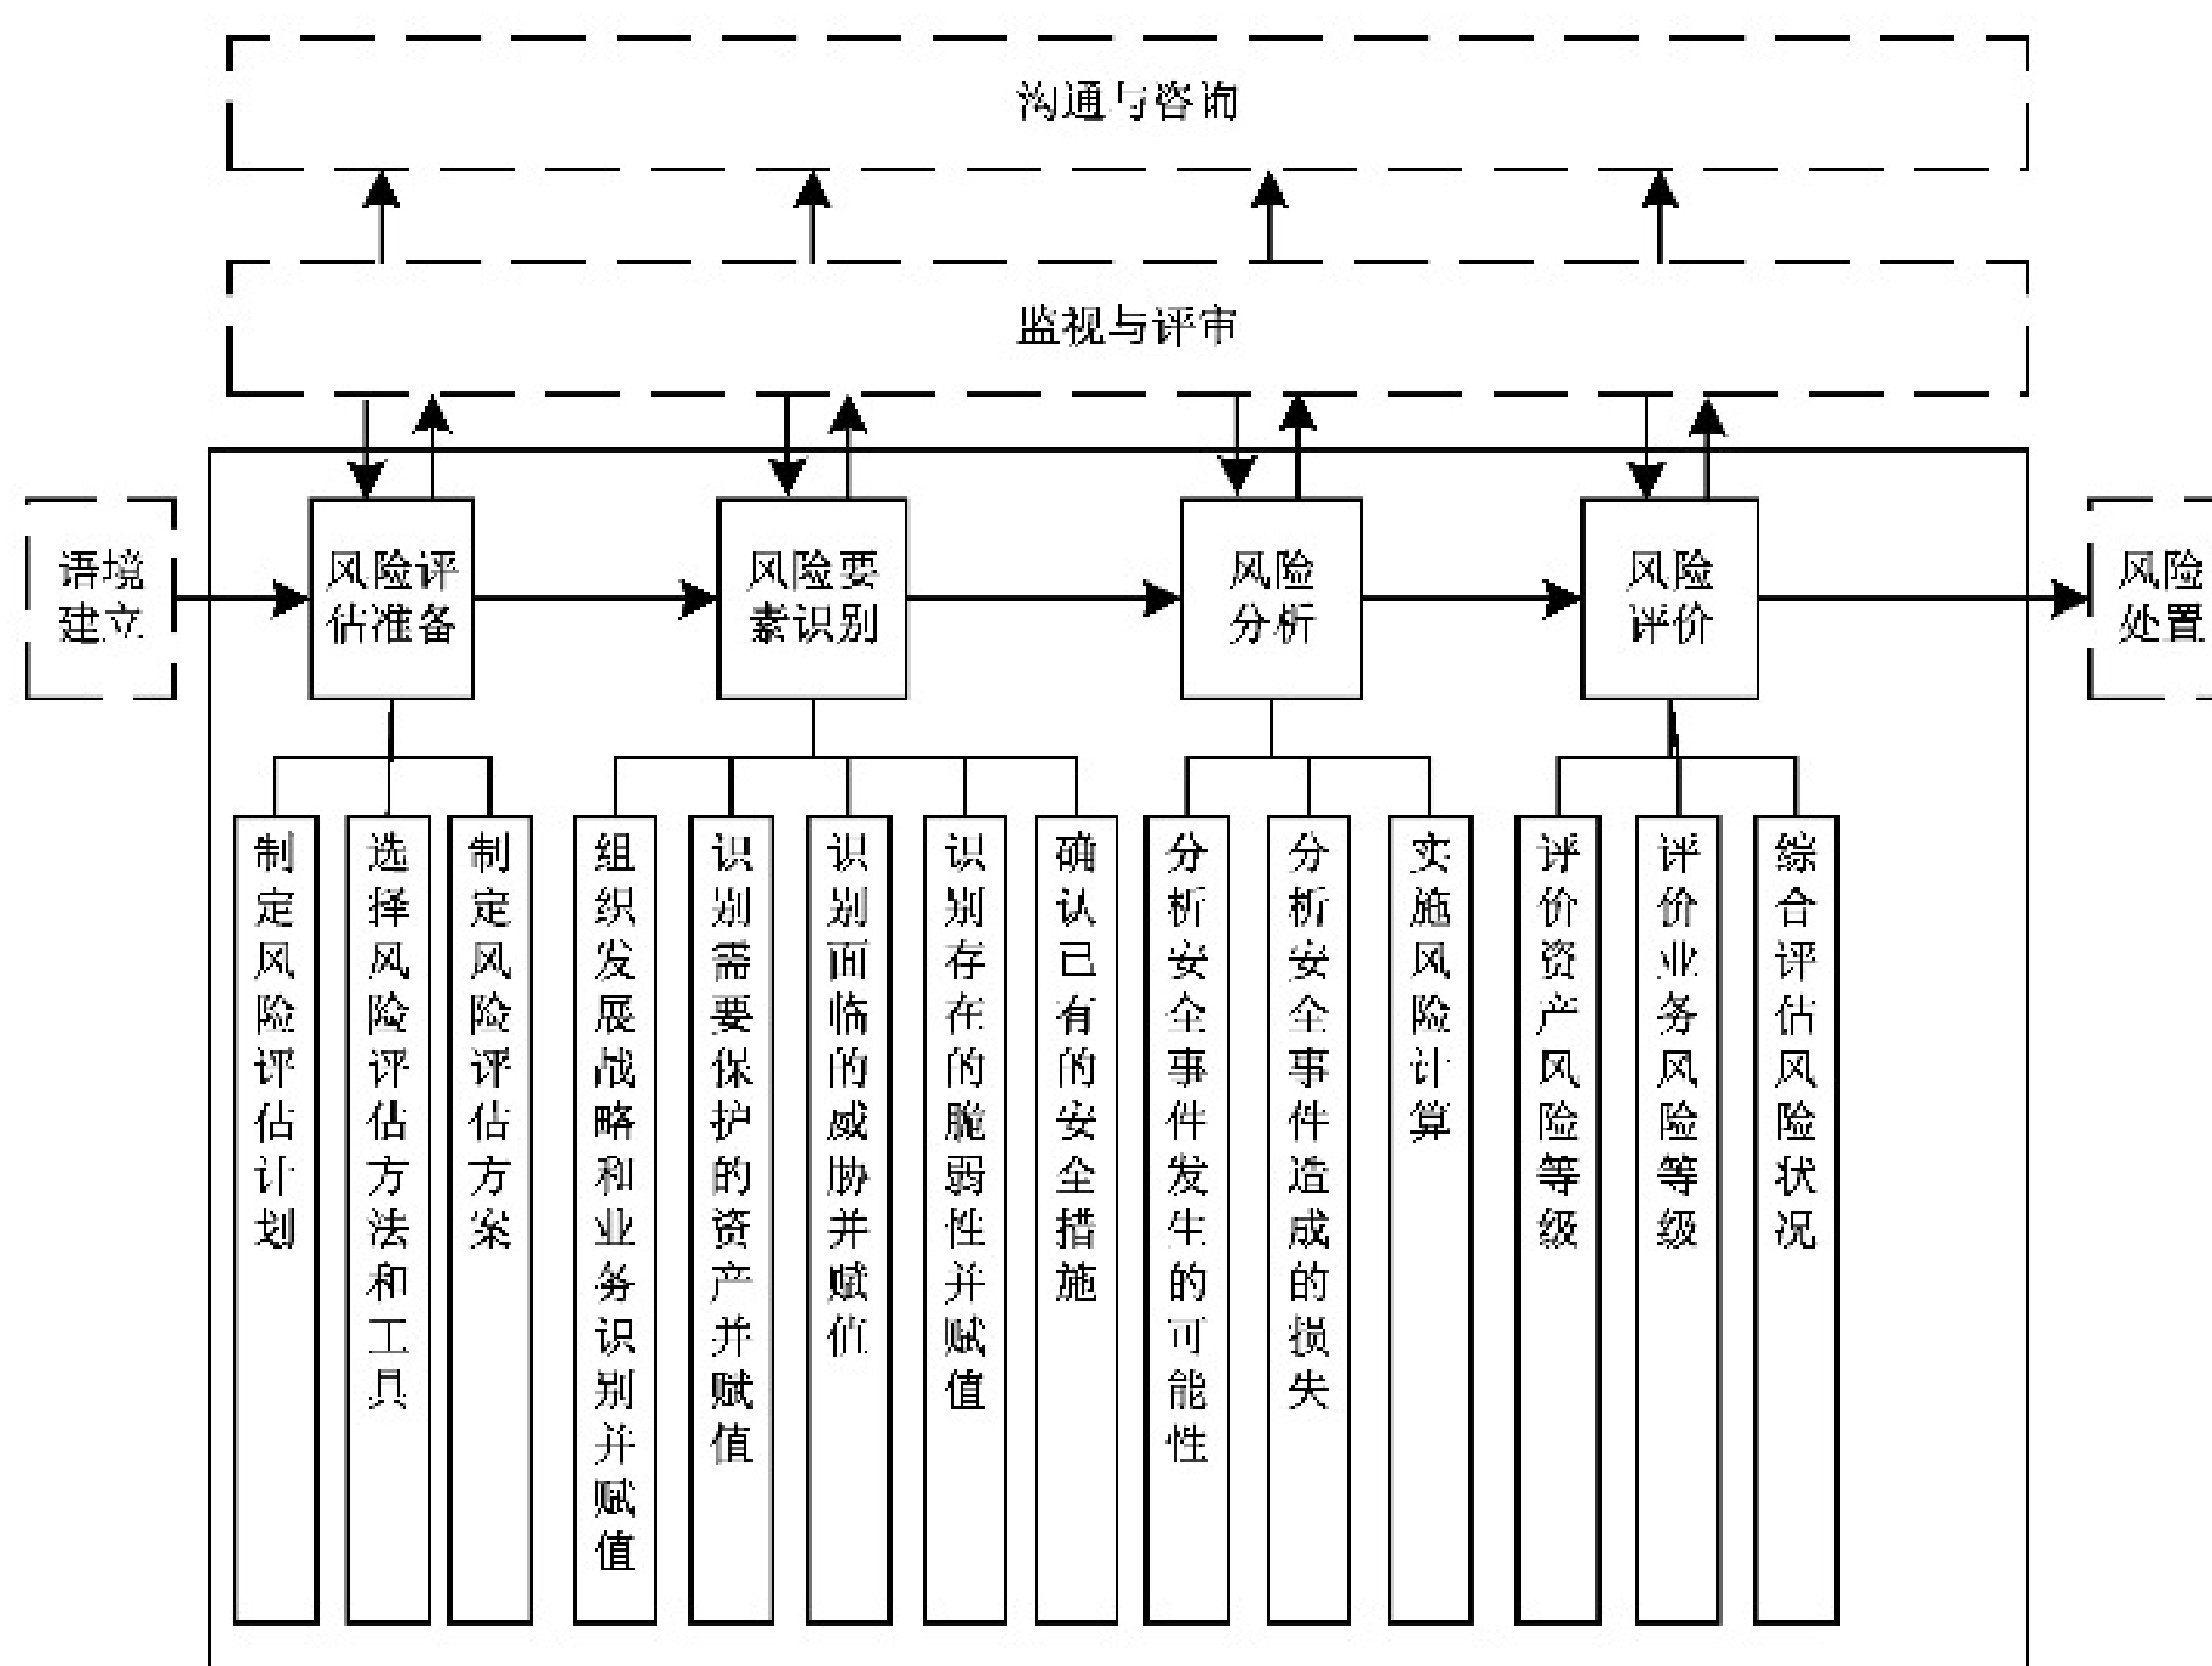 沟通与咨询
监视与评审
语境
建立
风险评
估准备
风险要
素识别
风险
分析
风险
评价
风险
处置
制定风险评估计划
选择风险评估方法和工具
制定风险评估方案
组织发展战略和业务识别并赋值
识别需要保护的资产并赋值
识别面临的威胁并赋值
识别存在的脆弱性并赋值
确认已有的安全措施
分析安全事件发生的可能性
分析安全事件造成的损失
实施风险计算
评价资产风险等级
评价业务风险等级
综合评估风险状况